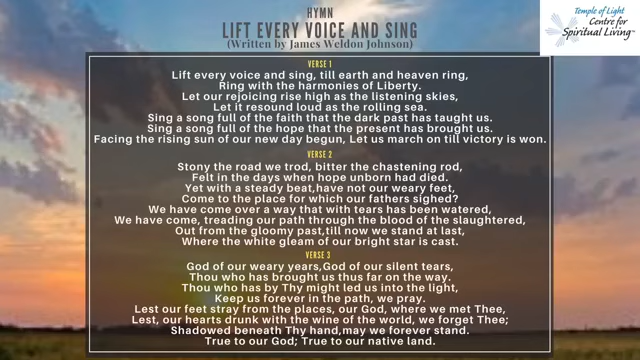 HYMN
LIFT EVERY VOICE AND SING
(Written by James Weldon Johnson)
Temple of Light
Centre for
Spiritual Living™
VERSE 1
Lift every voice and sing, till earth and heaven ring,
Ring with the harmonies of Liberty.
Let our rejoicing rise high as the listening skies,
Let it resound loud as the rolling sea.
Sing a song full of the faith that the dark past has taught us.
Sing a song full of the hope that the present has brought us.
Facing the rising sun of our new day begun, Let us march on till victory is won.
VERSE 2
Stony the road we trod, bitter the chastening rod,
Felt in the days when hope unborn had died.
Yet with a steady beat,have not our weary feet,
Come to the place for which our fathers sighed?
We have come over a way that with tears has been watered,
We have come, treading our path through the blood of the slaughtered,
Out from the gloomy past,till now we stand at last,
Where the white gleam of our bright star is cast.
VERSE 3
God of our weary years,God of our silent tears,
Thou who has brought us thus far on the way.
Thou who has by Thy might led us into the light,
Keep us forever in the path, we pray.
Lest our feet stray from the places, our God, where we met Thee,
Lest, our hearts drunk with the wine of the world, we forget Thee;
Shadowed beneath Thy hand,may we forever stand.
True to our God; True to our native land.